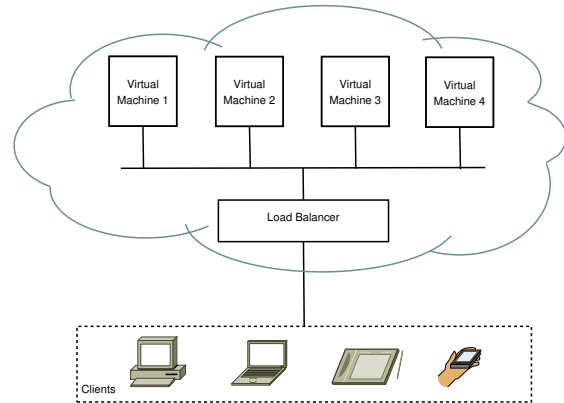 Virtual
Machine 1
Virtual
Machine 2
Virtual
Machine 3
Virtual
Machine 4
Load Balancer
Clients